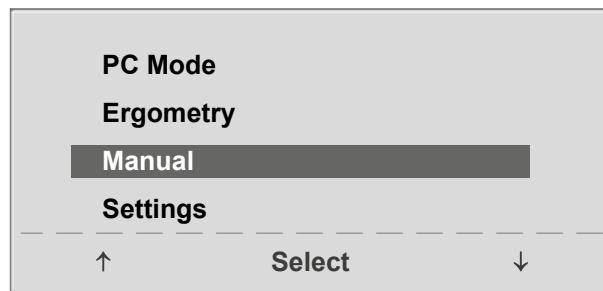 PC Mode
Ergometry
Manual
Settings
↑ Select ↓